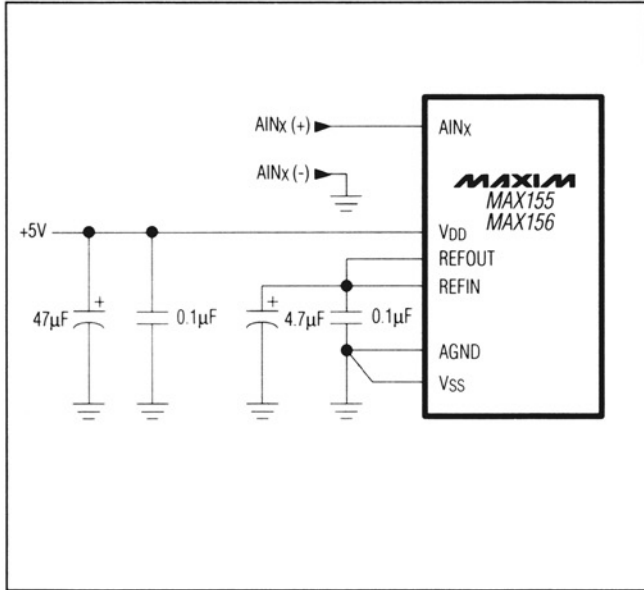 AINx (+)
AINx
AINx (-)
MAXIM
MAX155
MAX156
+5V
VDD
REFOUT
REFIN
47µF
+
0.1µF
+
4.7µF
0.1µF
AGND
VSS